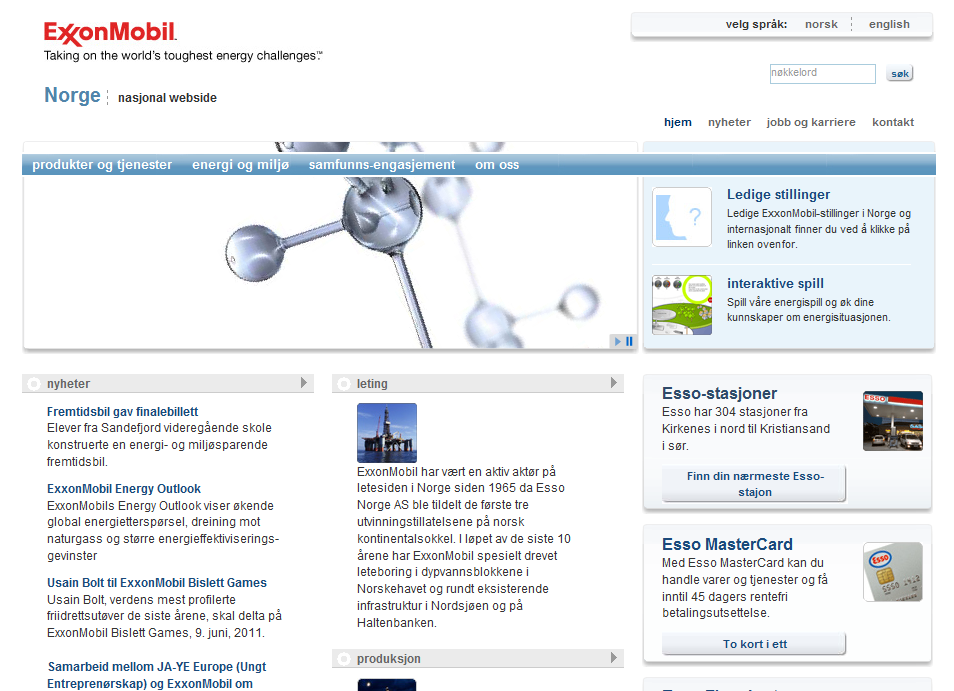 ExxonMobil
Taking on the world's toughest energy challenges.™
velg språk: norsk english
nøkkelord søk
Norge nasjonal webside
hjem nyheter jobb og karriere kontakt
produkter og tjenester energi og miljø samfunns-engasjement om oss
Ledige stillinger
Ledige ExxonMobil-stillinger i Norge og
internasjonalt finner du ved å klikke på
linken ovenfor.
interaktive spill
Spill våre energispill og øk dine
kunnskaper om energisituasjonen.
nyheter
Fremtidsbil gav finalebillett
Elever fra Sandefjord videregående skole
konstruerte en energi- og miljøsparende
fremtidsbil.
ExxonMobil Energy Outlook
ExxonMobils Energy Outlook viser økende
global energietterspørsel, dreining mot
naturgass og større energieffektiviserings-
gevinster
Usain Bolt til ExxonMobil Bislett Games
Usain Bolt, verdens mest profilerte
friidrettsutøver de siste årene, skal delta på
ExxonMobil Bislett Games, 9. juni, 2011.
Samarbeid mellom JA-YE Europe (Ungt
Entreprenørskap) og ExxonMobil om
leting
ExxonMobil har vært en aktiv aktør på
letesiden i Norge siden 1965 da Esso
Norge AS ble tildelt de første tre
utvinningstillatelsene på norsk
kontinentalsokkel. I løpet av de siste 10
årene har ExxonMobil spesielt drevet
leteboring i dypvannsblokkene i
Norskehavet og rundt eksisterende
infrastruktur i Nordsjøen og på
Haltenbanken.
produksjon
Esso-stasjoner
Esso har 304 stasjoner fra
Kirkenes i nord til Kristiansand
i sør.
Finn din nærmeste Esso-
stajon
Esso MasterCard
Med Esso MasterCard kan du
handle varer og tjenester og få
inntil 45 dagers rentefri
betalingsutsettelse.
To kort i ett